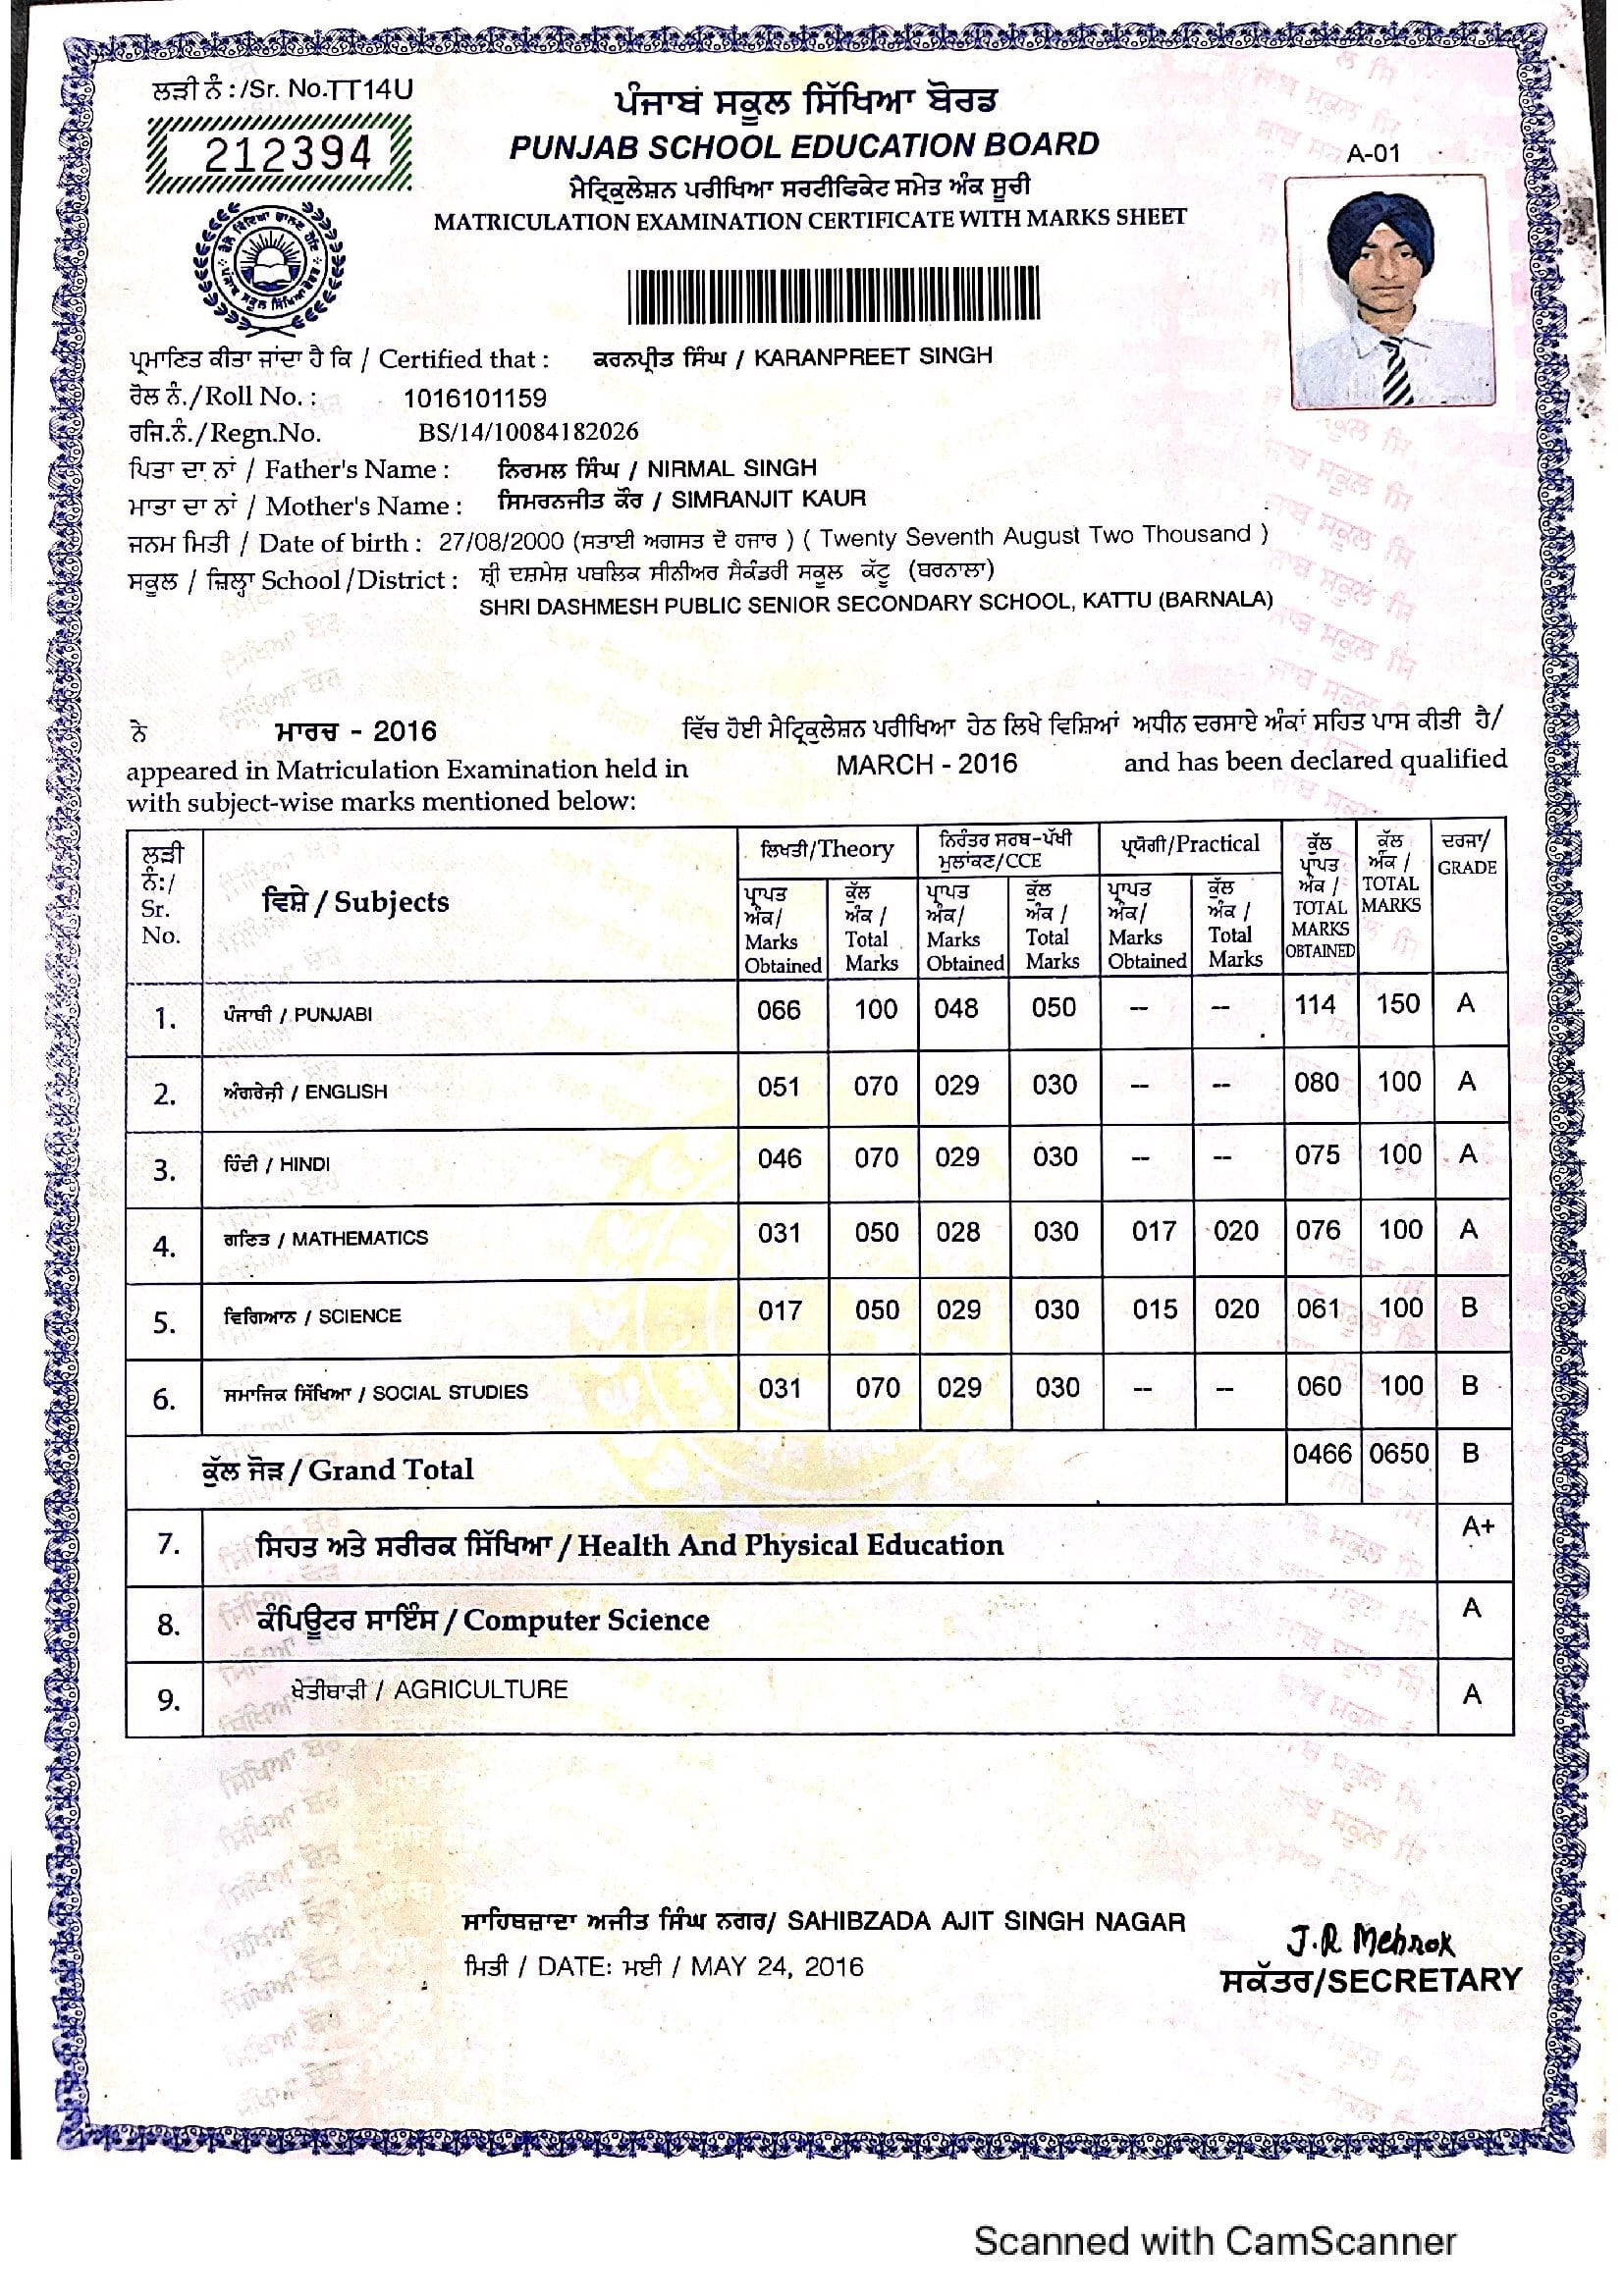 ਲੜੀ ਨੰ :/Sr. No.TT14U
212394
ਪੰਜਾਬ ਸਕੂਲ ਸਿੱਖਿਆ ਬੋਰਡ
PUNJAB SCHOOL EDUCATION BOARD
ਮੈਟ੍ਰਿਕੁਲੇਸ਼ਨ ਪਰੀਖਿਆ ਸਰਟੀਫਿਕੇਟ ਸਮੇਤ ਅੰਕ ਸੂਚੀ
MATRICULATION EXAMINATION CERTIFICATE WITH MARKS SHEET
A-01
ਪ੍ਰਮਾਣਿਤ ਕੀਤਾ ਜਾਂਦਾ ਹੈ ਕਿ / Certified that : ਕਰਨਪ੍ਰੀਤ ਸਿੰਘ / KARANPREET SINGH
ਰੋਲ ਨੰ./Roll No. : 1016101159
ਰਜਿ.ਨੰ./Regn.No. BS/14/10084182026
ਪਿਤਾ ਦਾ ਨਾਂ / Father's Name : ਨਿਰਮਲ ਸਿੰਘ / NIRMAL SINGH
ਮਾਤਾ ਦਾ ਨਾਂ / Mother's Name : ਸਿਮਰਨਜੀਤ ਕੌਰ / SIMRANJIT KAUR
ਜਨਮ ਮਿਤੀ / Date of birth : 27/08/2000 (ਸਤਾਈ ਅਗਸਤ ਦੋ ਹਜਾਰ ) ( Twenty Seventh August Two Thousand )
ਸਕੂਲ / ਜ਼ਿਲ੍ਹਾ School /District : ਸ਼੍ਰੀ ਦਸ਼ਮੇਸ਼ ਪਬਲਿਕ ਸੀਨੀਅਰ ਸੈਕੰਡਰੀ ਸਕੂਲ ਕੱਟੂ (ਬਰਨਾਲਾ)
SHRI DASHMESH PUBLIC SENIOR SECONDARY SCHOOL, KATTU (BARNALA)
ਨੇ ਮਾਰਚ - 2016 ਵਿੱਚ ਹੋਈ ਮੈਟ੍ਰਿਕੁਲੇਸ਼ਨ ਪਰੀਖਿਆ ਹੇਠ ਲਿਖੇ ਵਿਸ਼ਿਆਂ ਅਧੀਨ ਦਰਸਾਏ ਅੰਕਾਂ ਸਹਿਤ ਪਾਸ ਕੀਤੀ ਹੈ/
appeared in Matriculation Examination held in MARCH - 2016 and has been declared qualified
with subject-wise marks mentioned below:
ਲੜੀ ਨੰ:/ Sr. No. ਵਿਸ਼ੇ / Subjects ਲਿਖਤੀ/Theory ਨਿਰੰਤਰ ਸਰਬ-ਪੱਖੀ ਮੁਲਾਂਕਣ/CCE ਪ੍ਰਯੋਗੀ/Practical ਕੁੱਲ ਪ੍ਰਾਪਤ ਅੰਕ / TOTAL MARKS OBTAINED ਕੁੱਲ ਅੰਕ / TOTAL MARKS ਦਰਜਾ/ GRADE
ਪ੍ਰਾਪਤ ਅੰਕ/ Marks Obtained ਕੁੱਲ ਅੰਕ / Total Marks ਪ੍ਰਾਪਤ ਅੰਕ/ Marks Obtained ਕੁੱਲ ਅੰਕ / Total Marks ਪ੍ਰਾਪਤ ਅੰਕ/ Marks Obtained ਕੁੱਲ ਅੰਕ / Total Marks
1. ਪੰਜਾਬੀ / PUNJABI 066 100 048 050 -- -- 114 150 A
2. ਅੰਗਰੇਜ਼ੀ / ENGLISH 051 070 029 030 -- -- 080 100 A
3. ਹਿੰਦੀ / HINDI 046 070 029 030 -- -- 075 100 A
4. ਗਣਿਤ / MATHEMATICS 031 050 028 030 017 020 076 100 A
5. ਵਿਗਿਆਨ / SCIENCE 017 050 029 030 015 020 061 100 B
6. ਸਮਾਜਿਕ ਸਿੱਖਿਆ / SOCIAL STUDIES 031 070 029 030 -- -- 060 100 B
ਕੁੱਲ ਜੋੜ / Grand Total 0466 0650 B
7. ਸਿਹਤ ਅਤੇ ਸਰੀਰਕ ਸਿੱਖਿਆ / Health And Physical Education A+
8. ਕੰਪਿਊਟਰ ਸਾਇੰਸ / Computer Science A
9. ਖੇਤੀਬਾੜੀ / AGRICULTURE A
ਸਾਹਿਬਜ਼ਾਦਾ ਅਜੀਤ ਸਿੰਘ ਨਗਰ/ SAHIBZADA AJIT SINGH NAGAR
ਮਿਤੀ / DATE: ਮਈ / MAY 24, 2016
J.R Mehrok
ਸਕੱਤਰ/SECRETARY
Scanned with CamScanner